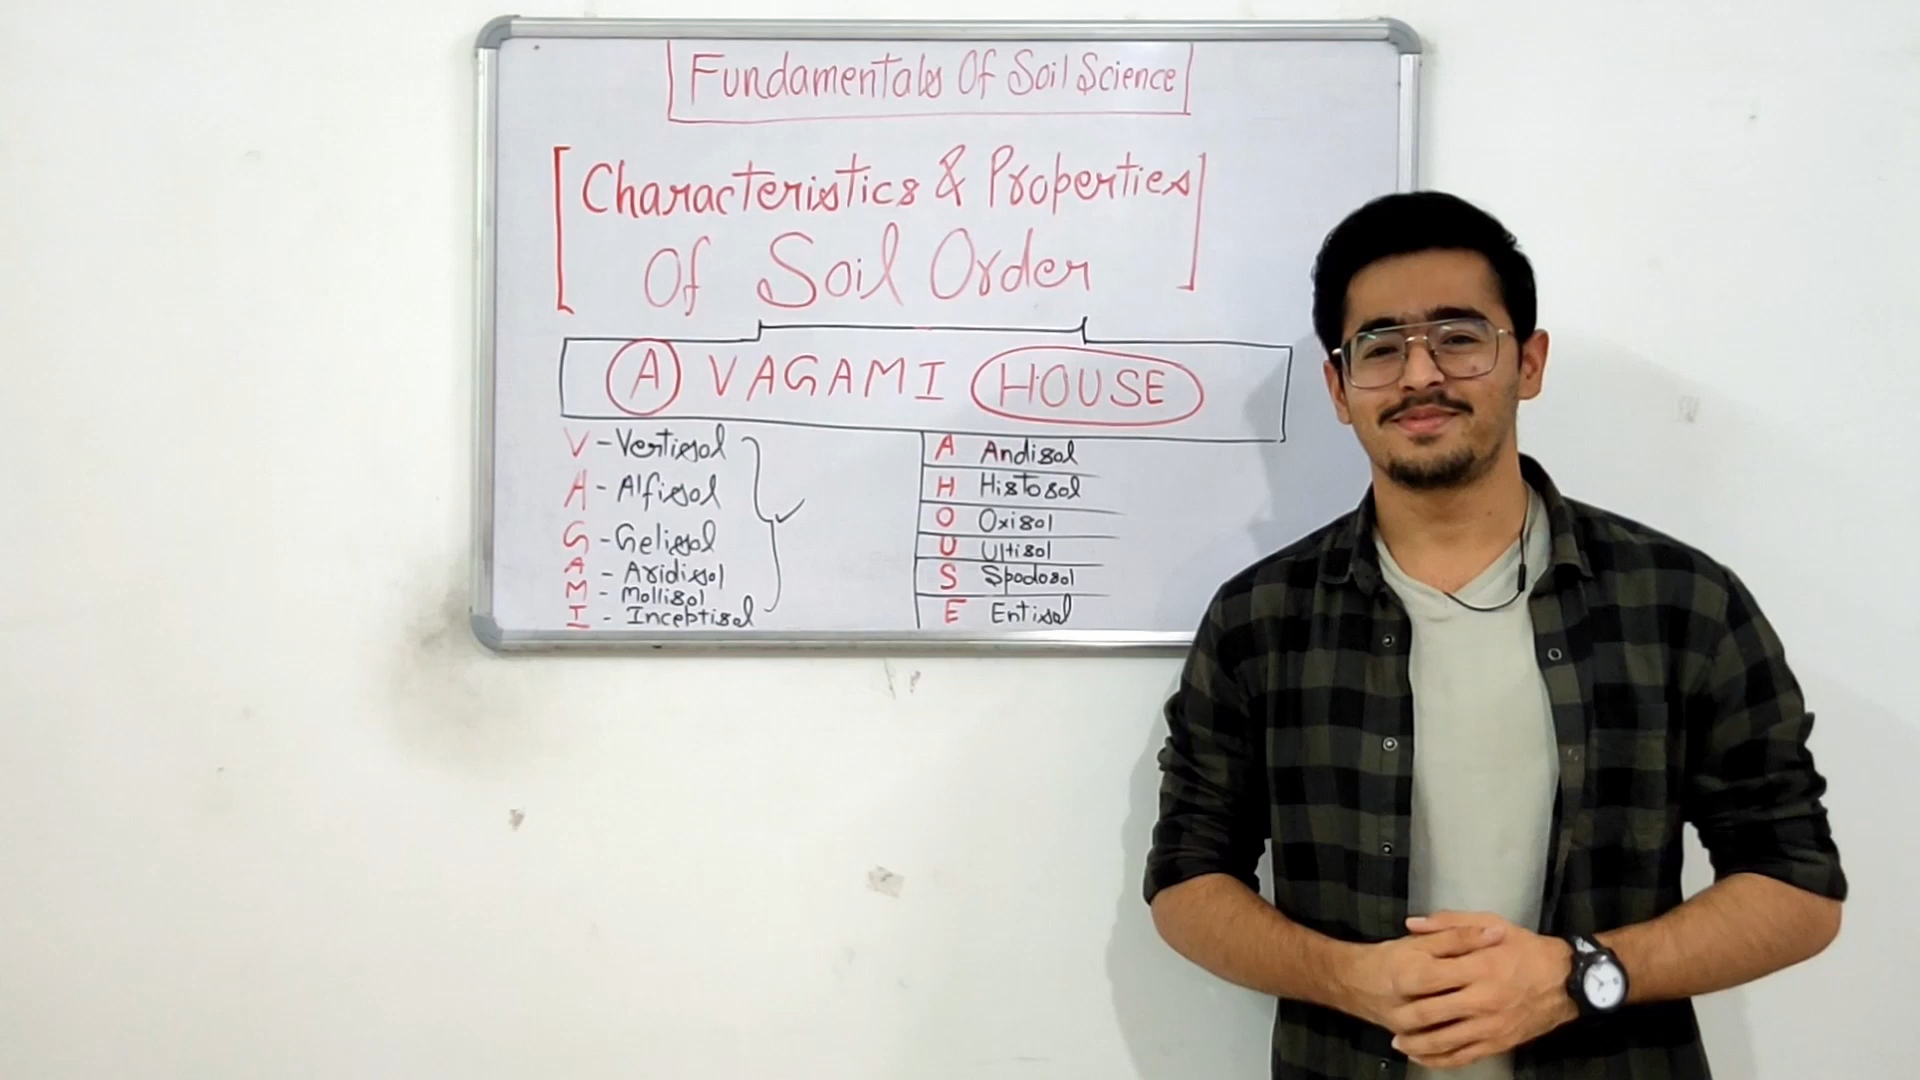 Fundamentals Of Soil Science
Characteristics & Properties
Of Soil Order
A VAGAMI HOUSE
V - Vertisol
A - Alfisol
G - Gelisol
A - Aridisol
M - Mollisol
I - Inceptisol
A Andisol
H Histosol
O Oxisol
U Ultisol
S Spodosol
E Entisol